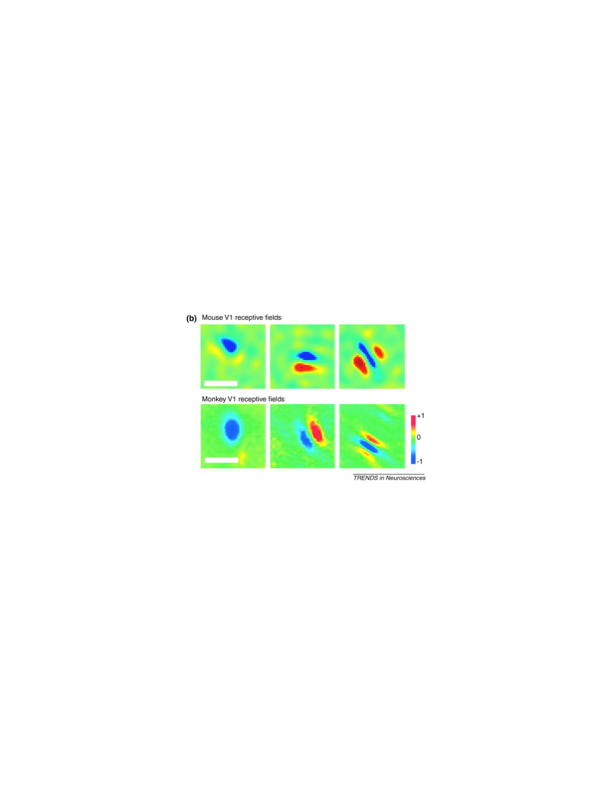 (b) Mouse V1 receptive fields
Monkey V1 receptive fields
+1
0
-1
TRENDS in Neurosciences